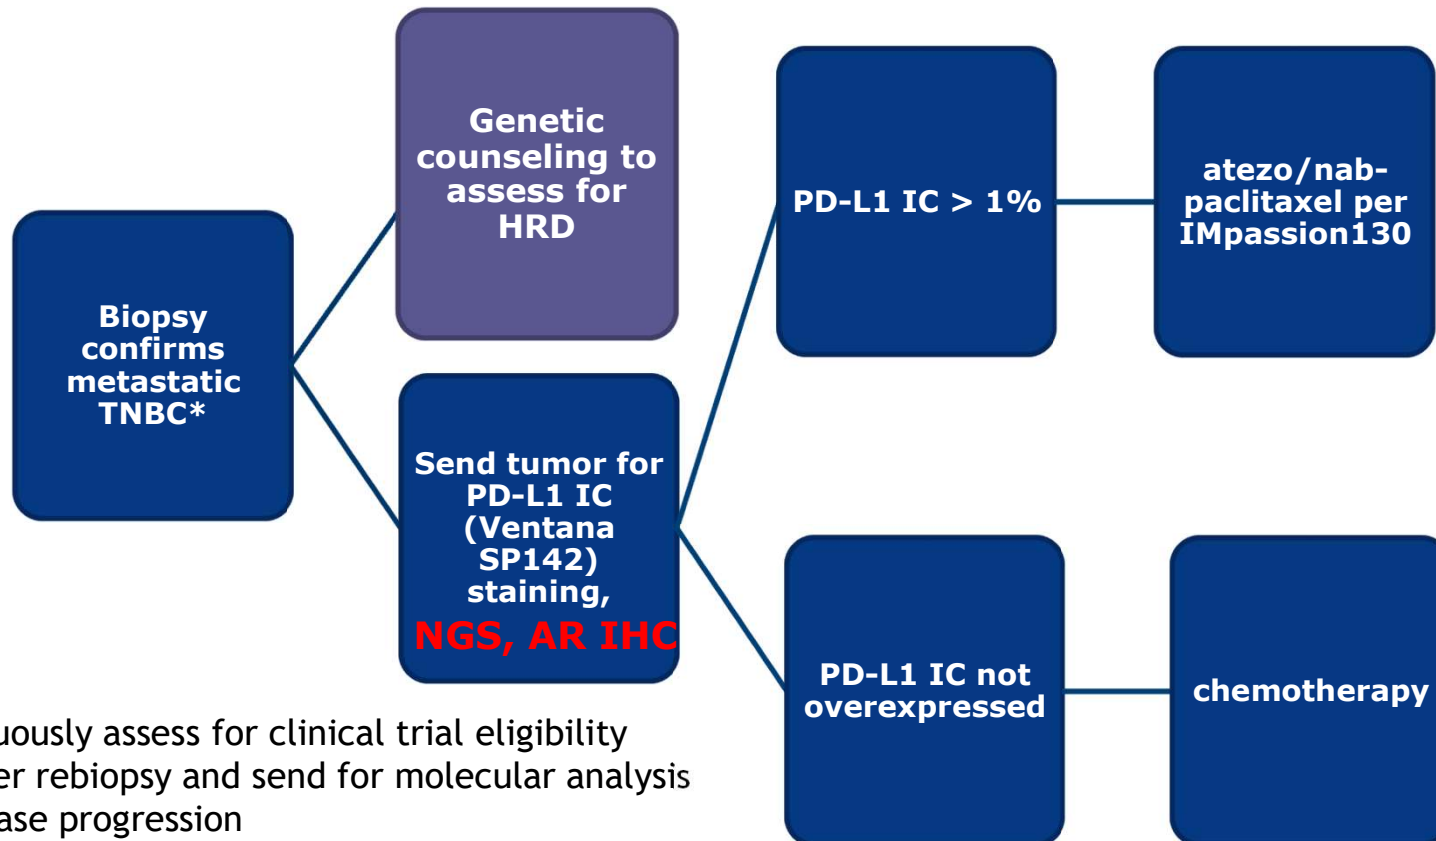 Biopsy
confirms
metastatic
TNBC*
Genetic
counseling to
assess for
HRD
Send tumor for
PD-L1 IC
(Ventana
SP142)
staining,
NGS, AR IHC
PD-L1 IC > 1%
atezo/nab-
paclitaxel per
IMpassion130
PD-L1 IC not
overexpressed
chemotherapy
uously assess for clinical trial eligibility
er rebiopsy and send for molecular analysis
ase progression